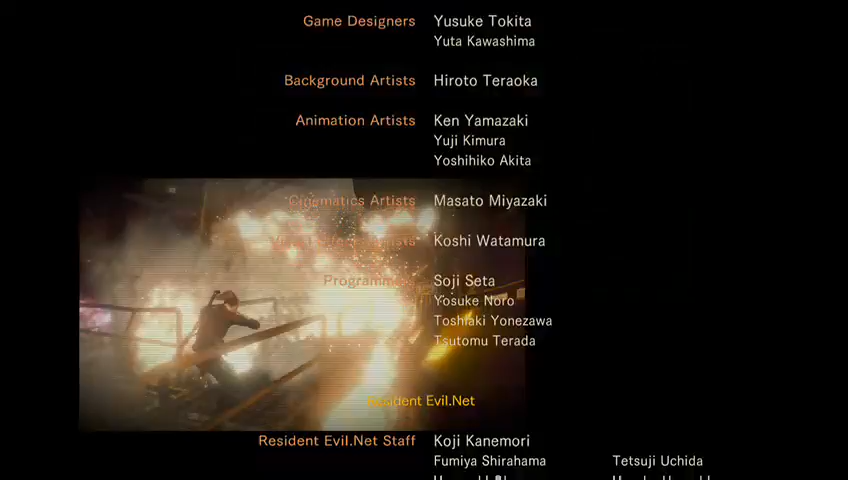 Game Designers Yusuke Tokita
Yuta Kawashima
Background Artists Hiroto Teraoka
Animation Artists Ken Yamazaki
Yuji Kimura
Yoshihiko Akita
Cinematics Artists Masato Miyazaki
Artists Koshi Watamura
Programmers Soji Seta
Yosuke Noro
Toshiaki Yonezawa
Tsutomu Terada
Resident Evil.Net
Resident Evil.Net Staff Koji Kanemori
Fumiya Shirahama Tetsuji Uchida